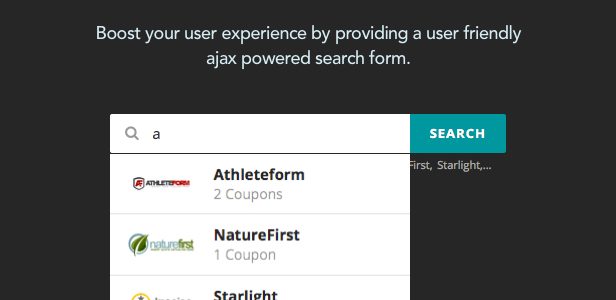 Boost your user experience by providing a user friendly
ajax powered search form.
a
SEARCH
First, Starlight,...
ATHLETEFORM
Athleteform
2 Coupons
naturefirst
NatureFirst
1 Coupon
Starlight